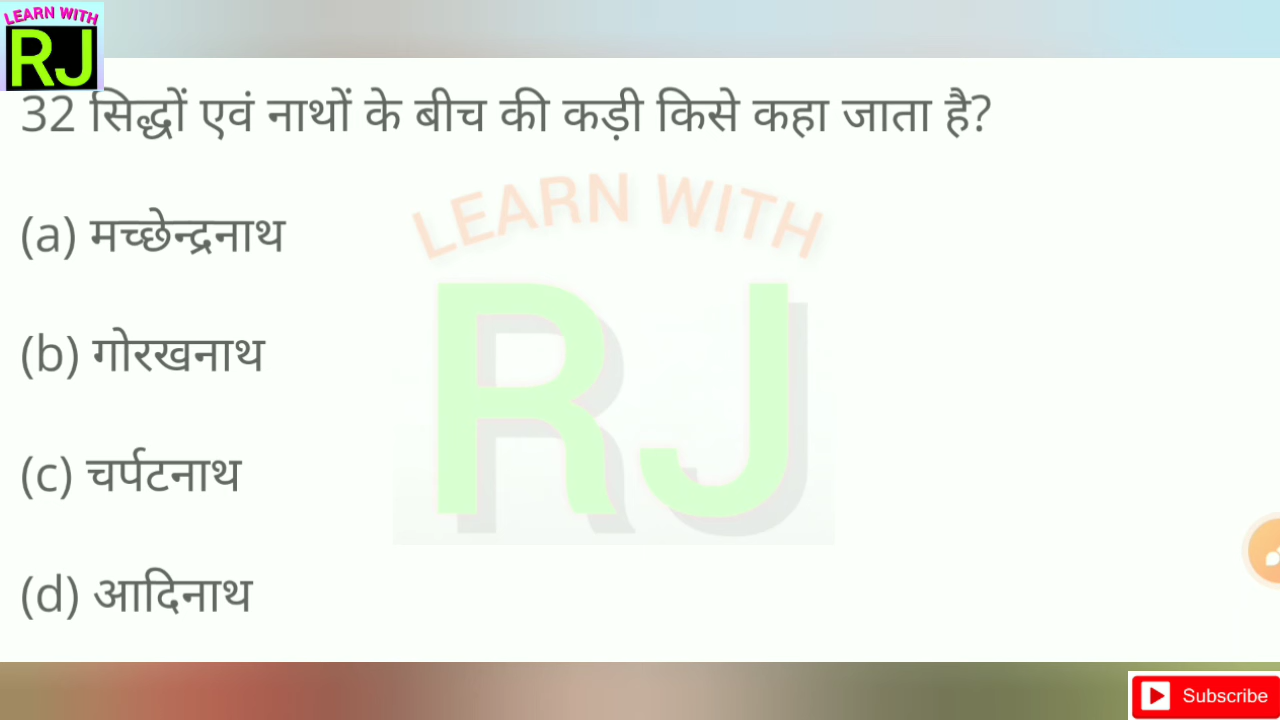 LEARN WITH
RJ
32 सिद्धों एवं नाथों के बीच की कड़ी किसे कहा जाता है?
LEARN WITH
RJ
(a) मच्छेन्द्रनाथ
(b) गोरखनाथ
(c) चर्पटनाथ
(d) आदिनाथ
Subscribe